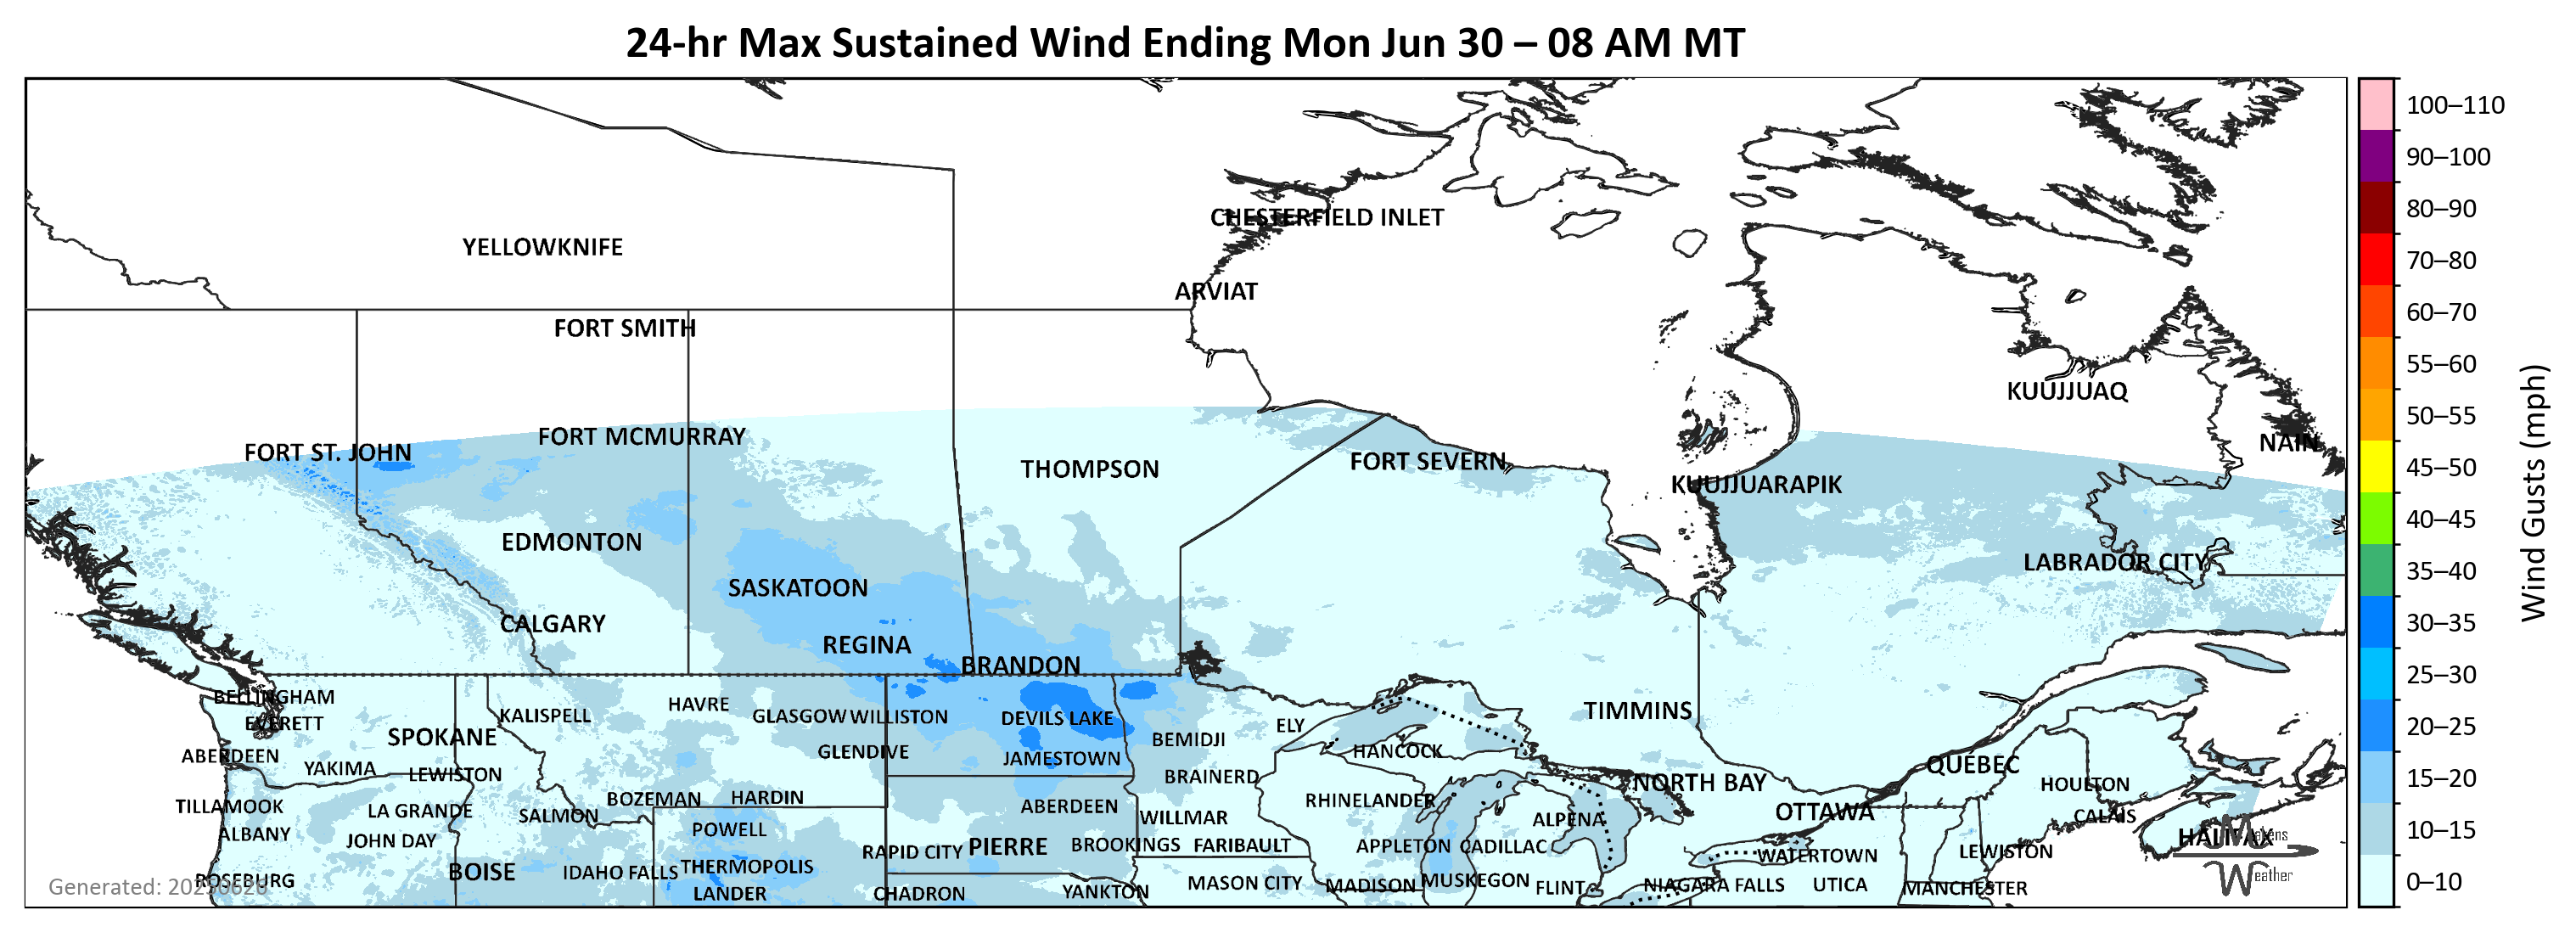 24-hr Max Sustained Wind Ending Mon Jun 30 – 08 AM MT
100–110
90–100
80–90
70–80
60–70
55–60
50–55
45–50
40–45
35–40
30–35
25–30
20–25
15–20
10–15
0–10
Wind Gusts (mph)
CHESTERFIELD INLET
YELLOWKNIFE
ARVIAT
FORT SMITH
KUUJJUAQ
FORT MCMURRAY
NAIN
FORT ST. JOHN
FORT SEVERN
THOMPSON
KUUJJUARAPIK
EDMONTON
LABRADOR CITY
SASKATOON
CALGARY
REGINA
BRANDON
BELLINGHAM
HAVRE
TIMMINS
KALISPELL
GLASGOW
WILLISTON
DEVILS LAKE
EVERETT
ELY
SPOKANE
BEMIDJI
HANCOCK
GLENDIVE
ABERDEEN
JAMESTOWN
QUÉBEC
YAKIMA
LEWISTON
BRAINERD
NORTH BAY
HOULTON
BOZEMAN
HARDIN
RHINELANDER
TILLAMOOK
ABERDEEN
LA GRANDE
OTTAWA
SALMON
CALAIS
WILLMAR
ALPENA
POWELL
ALBANY
HALIFAX
JOHN DAY
BROOKINGS
FARIBAULT
APPLETON
CADILLAC
PIERRE
RAPID CITY
LEWISTON
WATERTOWN
THERMOPOLIS
BOISE
IDAHO FALLS
ROSEBURG
MUSKEGON
MASON CITY
MADISON
NIAGARA FALLS
UTICA
FLINT
MANCHESTER
YANKTON
LANDER
CHADRON
Weather